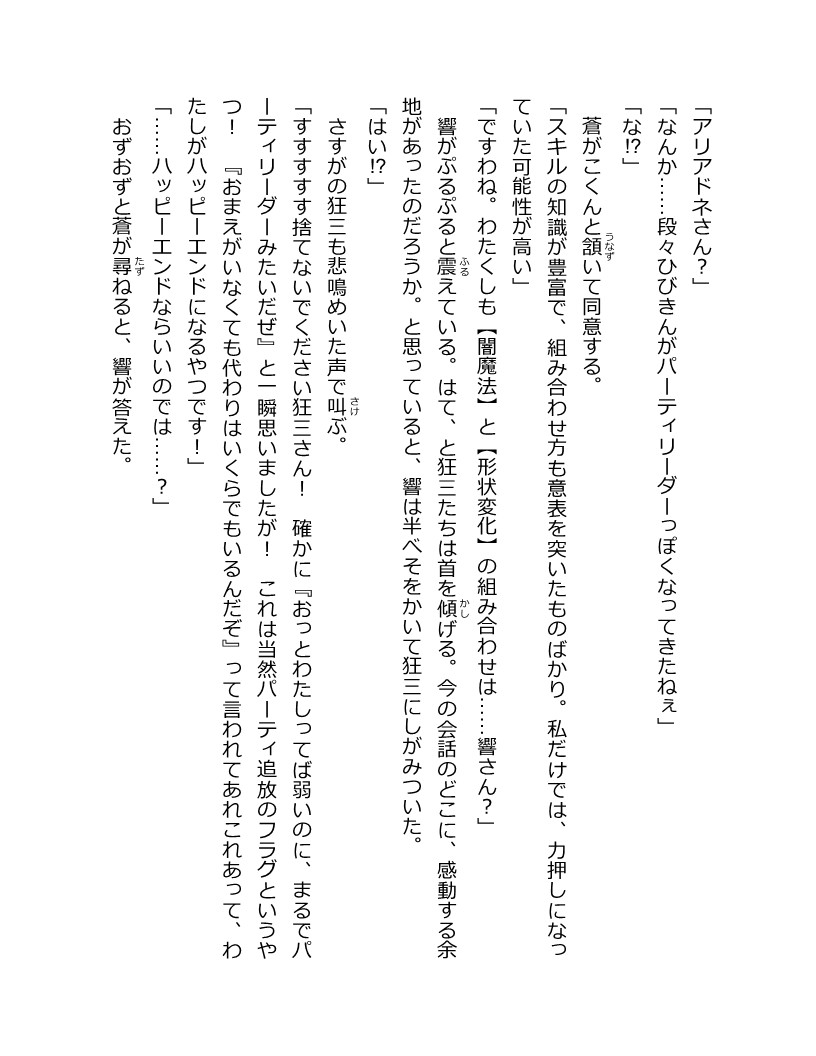 「アリアドネさん？」
「なんか……段々ひびきんがパーティリーダーっぽくなってきたねぇ」
「な⁉」
　蒼がこくんと頷いて同意する。
「スキルの知識が豊富で、組み合わせ方も意表を突いたものばかり。私だけでは、力押しになっ
ていた可能性が高い」
「ですわね。わたくしも【闇魔法】と【形状変化】の組み合わせは……響さん？」
　響がぷるぷると震えている。はて、と狂三たちは首を傾げる。今の会話のどこに、感動する余
地があったのだろうか。と思っていると、響は半べそをかいて狂三にしがみついた。
「はい⁉」
　さすがの狂三も悲鳴めいた声で叫ぶ。
「すすすすす捨てないでください狂三さん！　確かに『おっとわたしってば弱いのに、まるでパ
ーティリーダーみたいだぜ』と一瞬思いましたが！　これは当然パーティ追放のフラグというや
つ！　『おまえがいなくても代わりはいくらでもいるんだぞ』って言われてあれこれあって、わ
たしがハッピーエンドになるやつです！」
「……ハッピーエンドならいいのでは……？」
　おずおずと蒼が尋ねると、響が答えた。